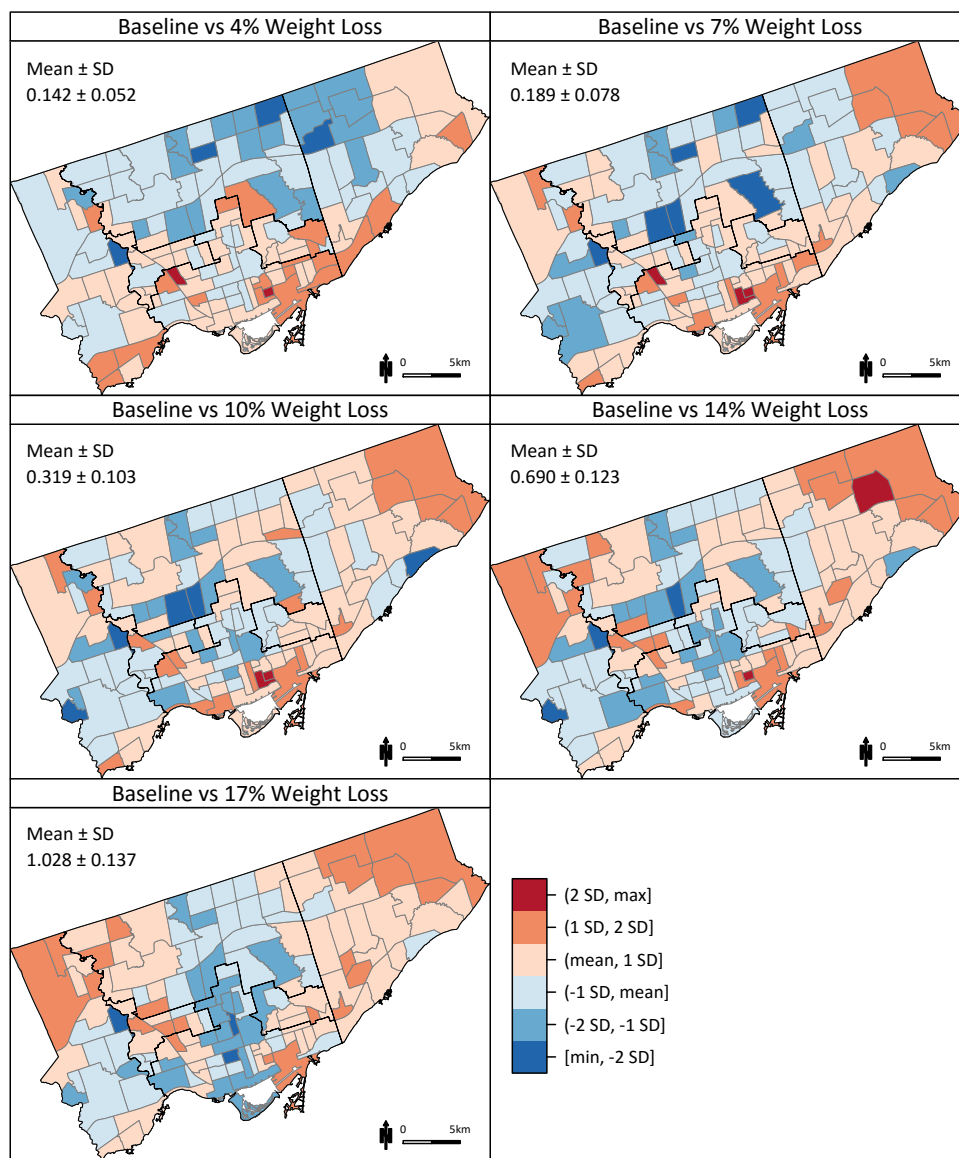 Baseline vs 4% Weight Loss
Mean ± SD
0.142 ± 0.052
N
0 5km
Baseline vs 7% Weight Loss
Mean ± SD
0.189 ± 0.078
N
0 5km
Baseline vs 10% Weight Loss
Mean ± SD
0.319 ± 0.103
N
0 5km
Baseline vs 14% Weight Loss
Mean ± SD
0.690 ± 0.123
N
0 5km
Baseline vs 17% Weight Loss
Mean ± SD
1.028 ± 0.137
N
0 5km
(2 SD, max]
(1 SD, 2 SD]
(mean, 1 SD]
(-1 SD, mean]
(-2 SD, -1 SD]
[min, -2 SD]